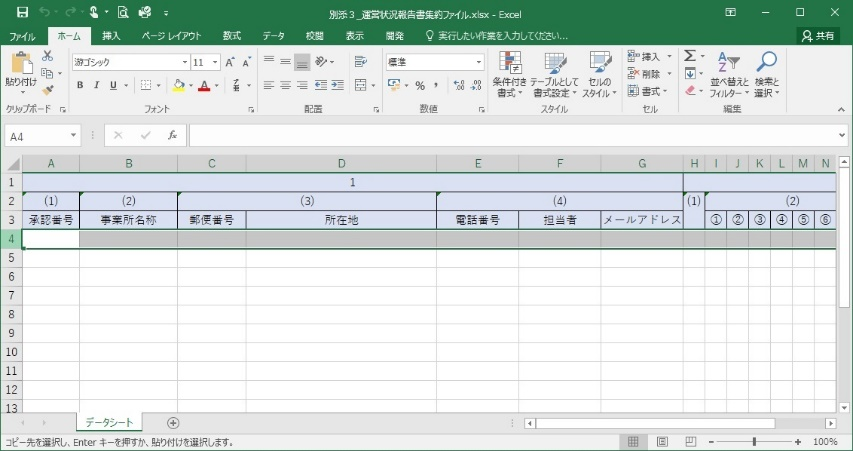 別添３_運営状況報告書集約ファイル.xlsx - Excel
ファイル ホーム 挿入 ページ レイアウト 数式 データ 校閲 表示 開発 実行したい作業を入力してください... 共有
貼り付け 游ゴシック 11 A A 標準 条件付き 書式 テーブルとして 書式設定 セルの スタイル 挿入 削除 書式 Σ 並べ替えと フィルター 検索と 選択
B I U A % ,
クリップボード フォント 配置 数値 スタイル セル 編集
A4 fx
A B C D E F G H I J K L M N
1 1
2 (1) (2) (3) (4) (1) (2)
3 承認番号 事業所名称 郵便番号 所在地 電話番号 担当者 メールアドレス ① ② ③ ④ ⑤ ⑥
4
5
6
7
8
9
10
11
12
13
データシート
コピー先を選択し、Enter キーを押すか、貼り付けを選択します。 100%